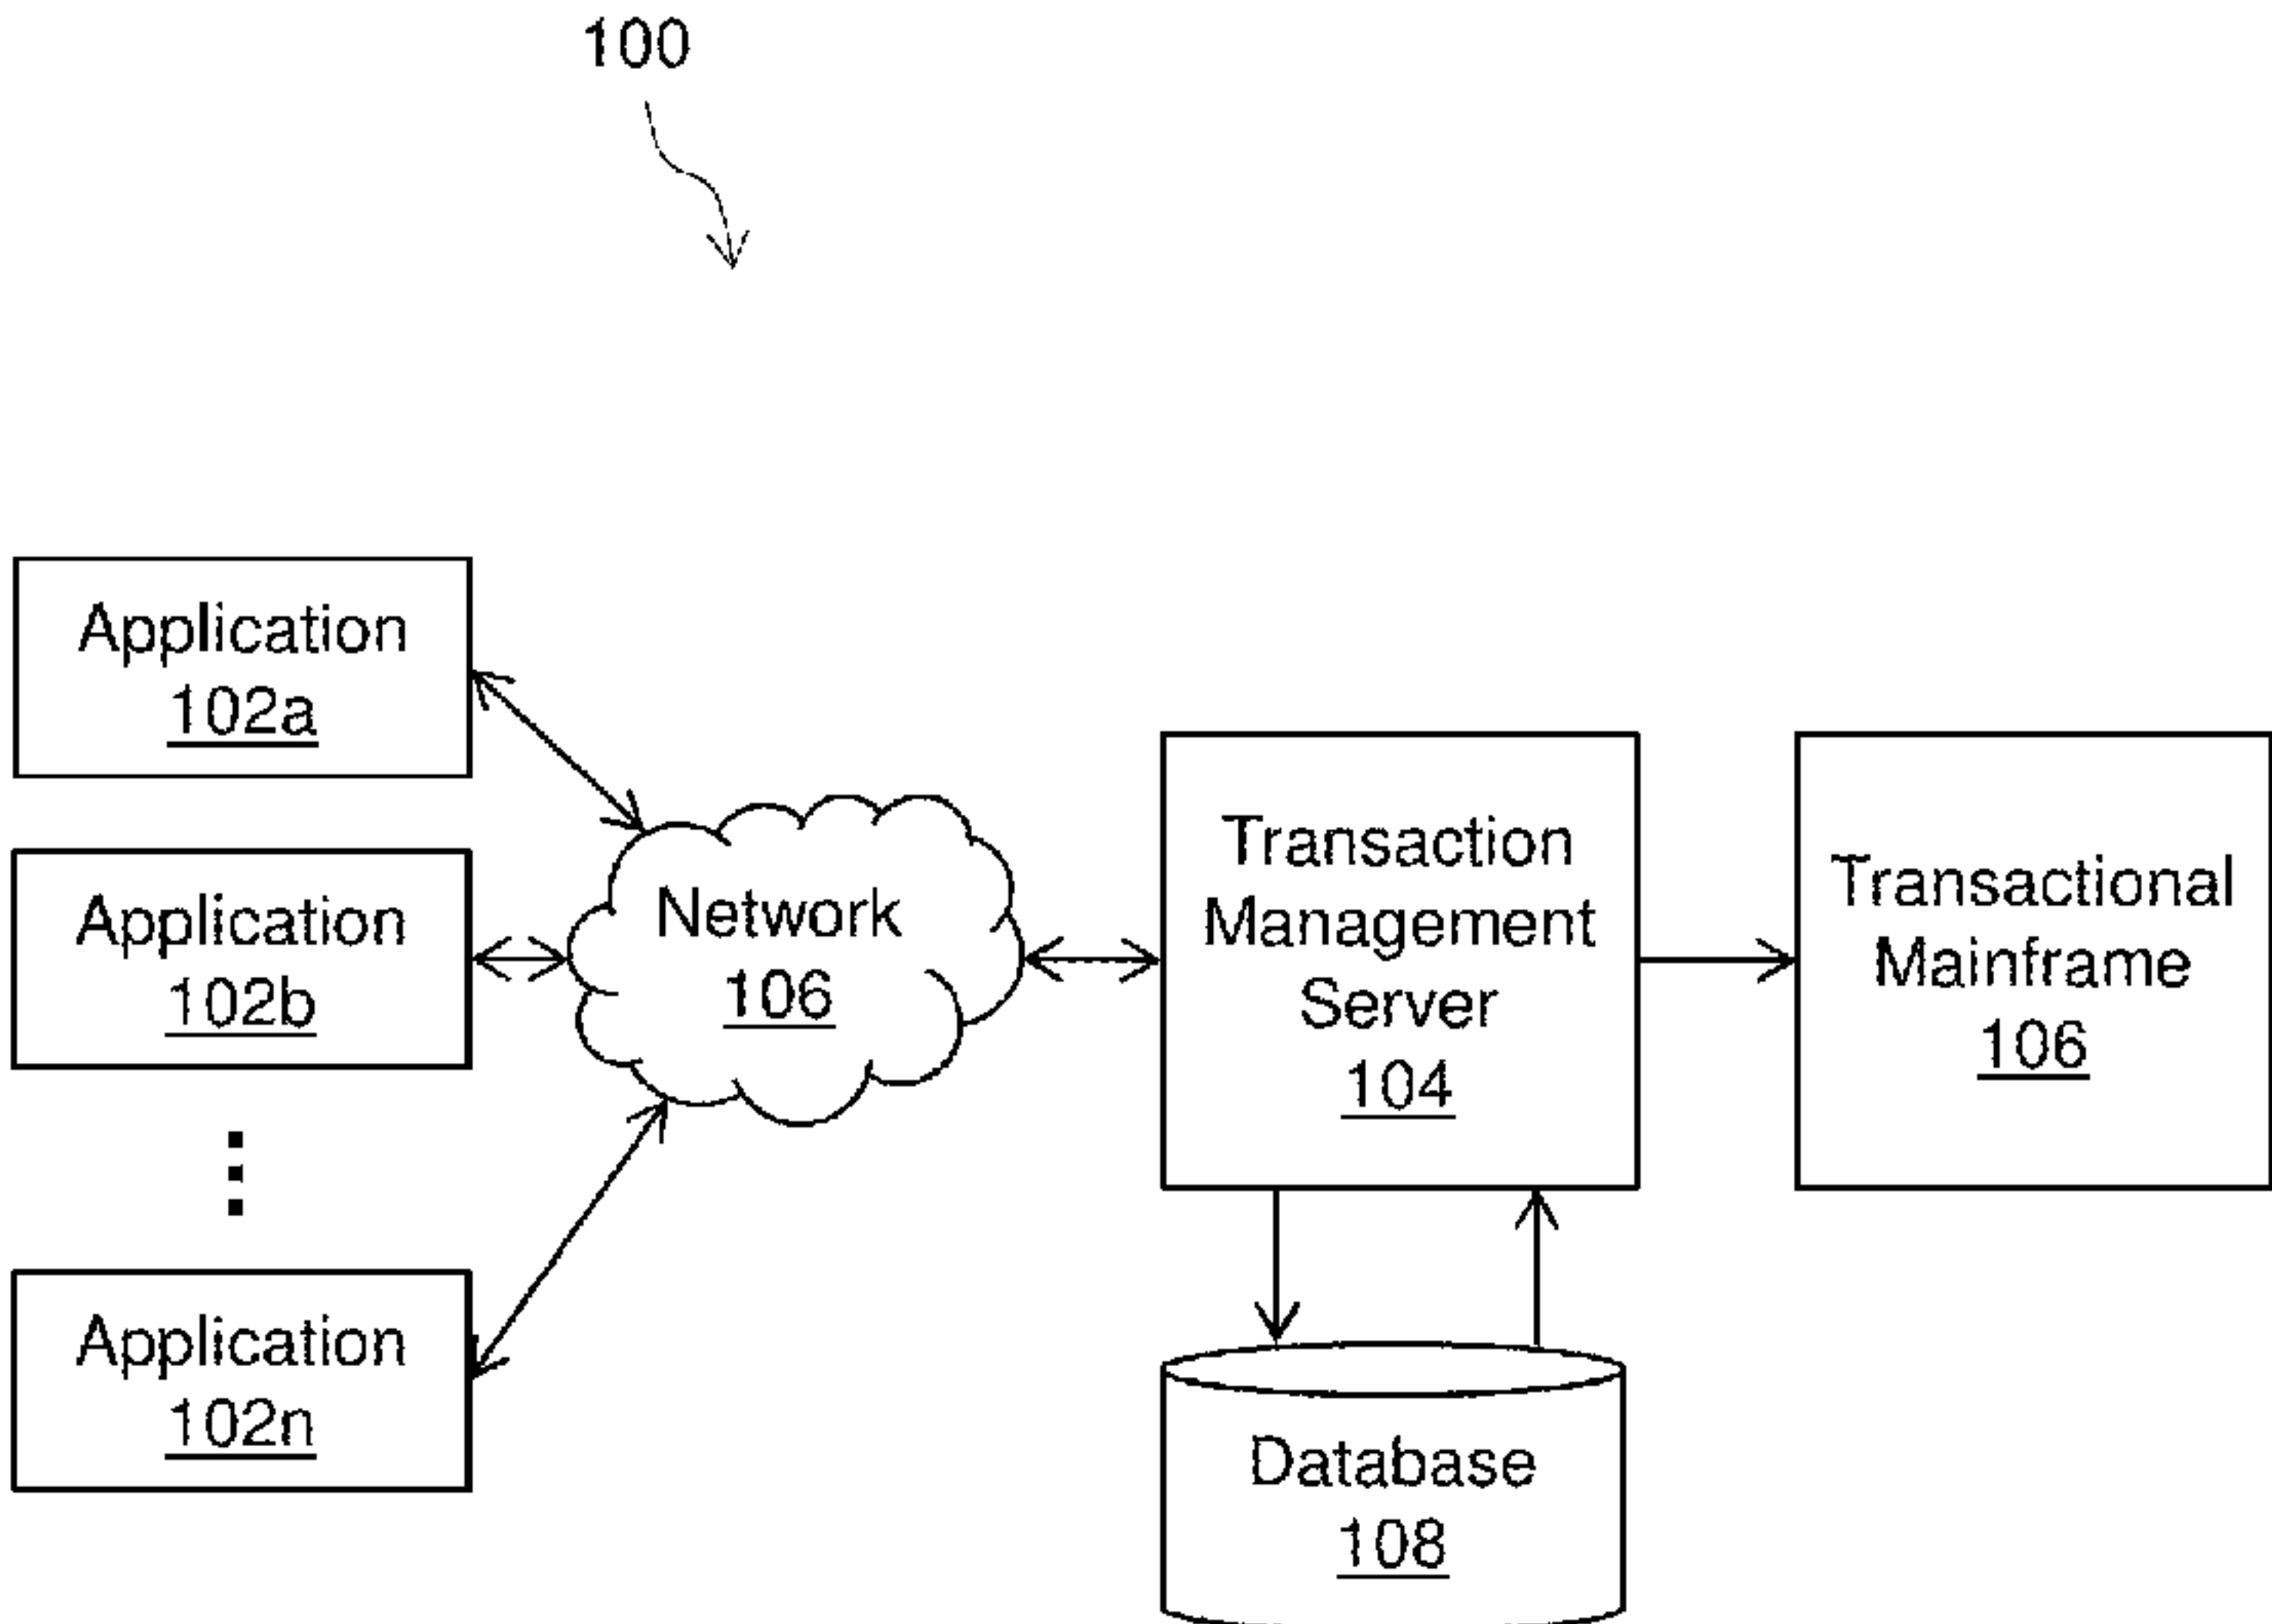 100
Application
102a
Application
102b
Application
102n
Network
106
Transaction
Management
Server
104
Transactional
Mainframe
106
Database
108